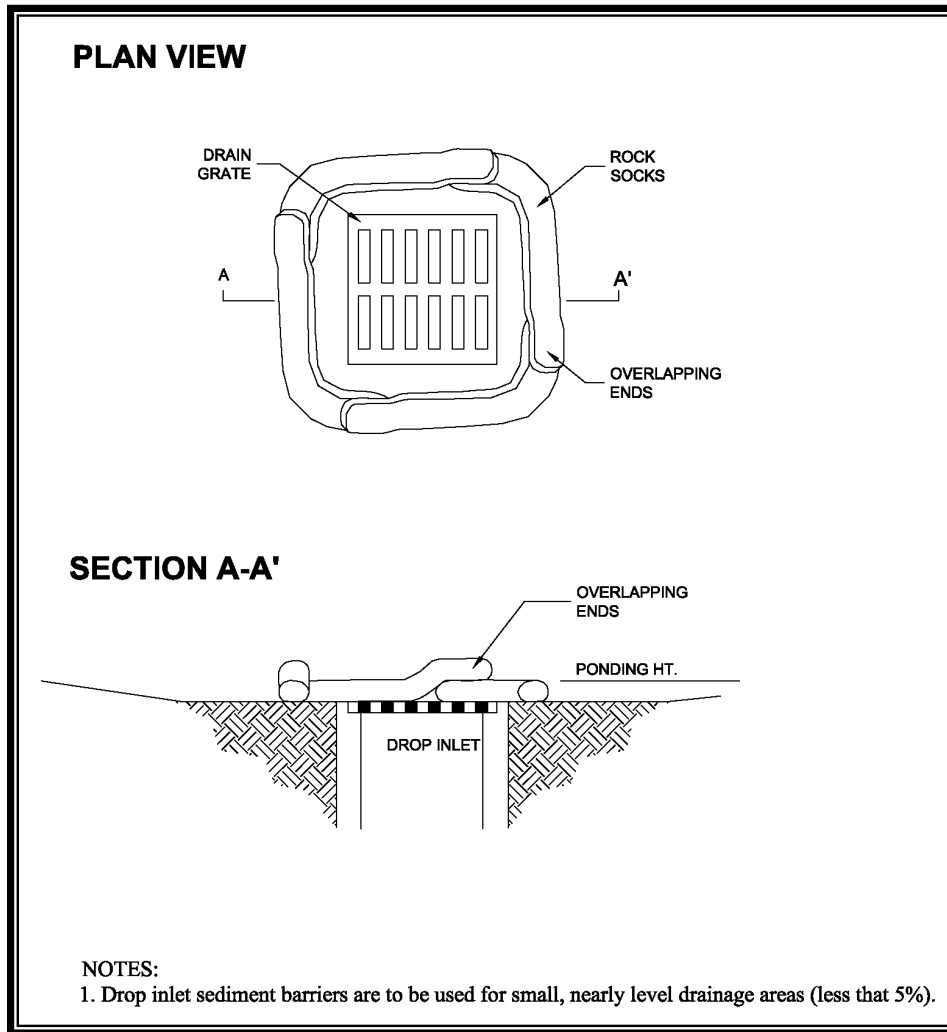 PLAN VIEW
DRAIN
GRATE
ROCK
SOCKS
A
A'
OVERLAPPING
ENDS
SECTION A-A'
OVERLAPPING
ENDS
PONDING HT.
DROP INLET
NOTES:
1. Drop inlet sediment barriers are to be used for small, nearly level drainage areas (less that 5%).